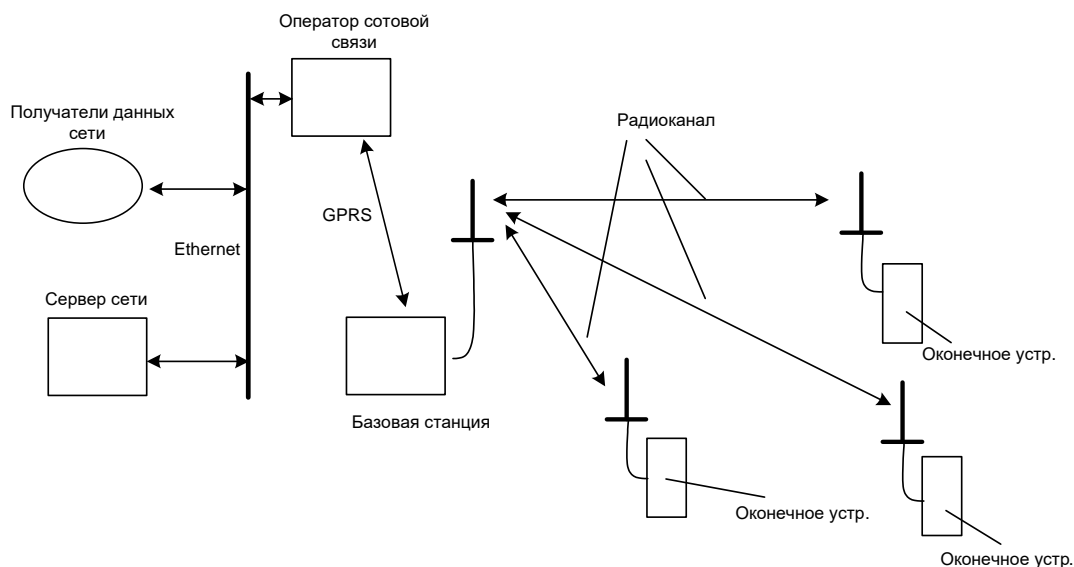 Оператор сотовой
связи
Получатели данных
сети
Радиоканал
GPRS
Ethernet
Сервер сети
Оконечное устр.
Базовая станция
Оконечное устр.
Оконечное устр.